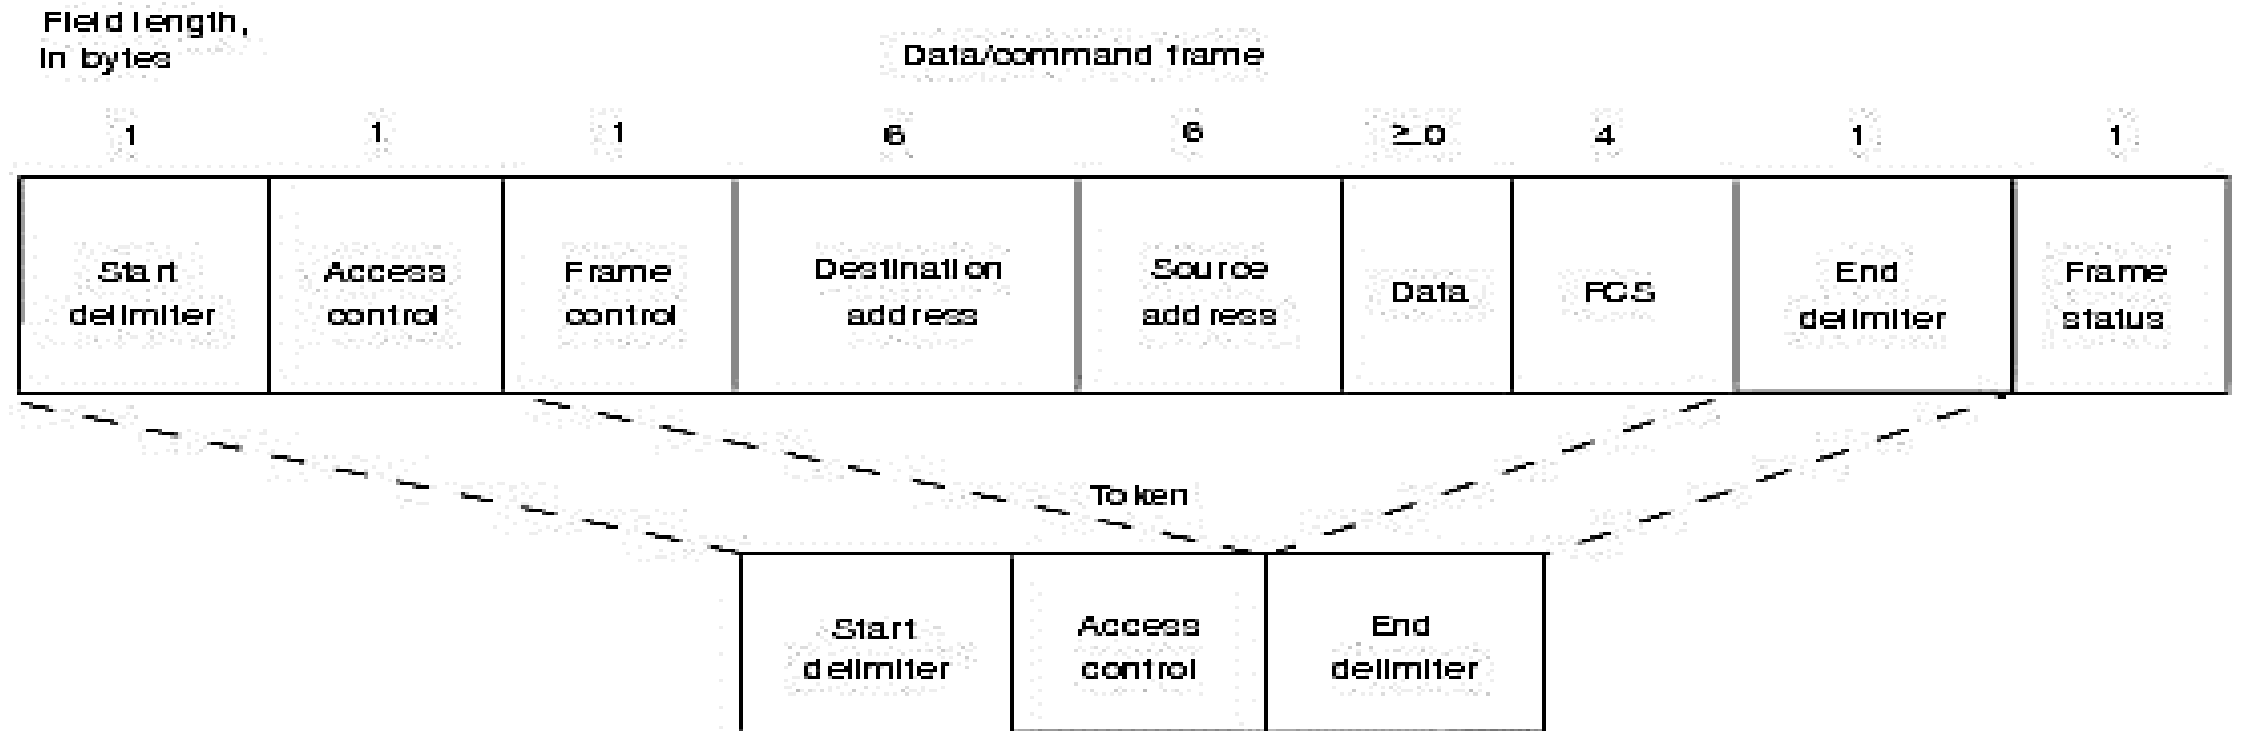 Field length,
in bytes
Data/command frame
1 1 1 6 6 ≥0 4 1 1
Start
delimiter
Access
control
Frame
control
Destination
address
Source
address
Data
FCS
End
delimiter
Frame
status
Token
Start
delimiter
Access
control
End
delimiter